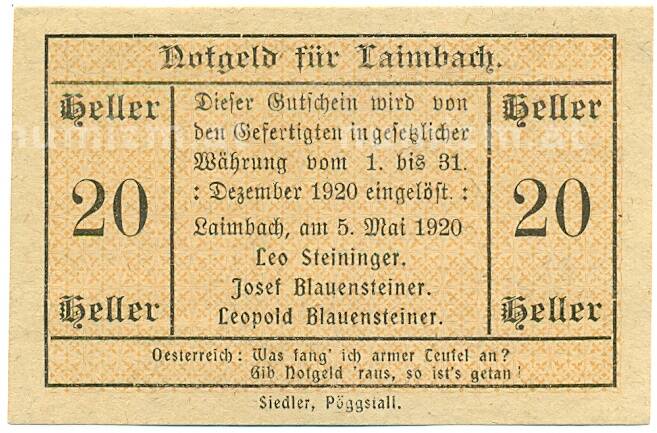 Notgeld für Laimbach.
Heller
20
Heller
Dieser Gutschein wird von
den Gefertigten in gesetzlicher
Währung vom 1. bis 31.
: Dezember 1920 eingelöst. :
Laimbach, am 5. Mai 1920
Leo Steininger.
Josef Blauensteiner.
Leopold Blauensteiner.
Heller
20
Heller
Oesterreich: Was fang' ich armer Teufel an?
Gib Notgeld 'raus, so ist's getan!
Siedler, Pöggstall.